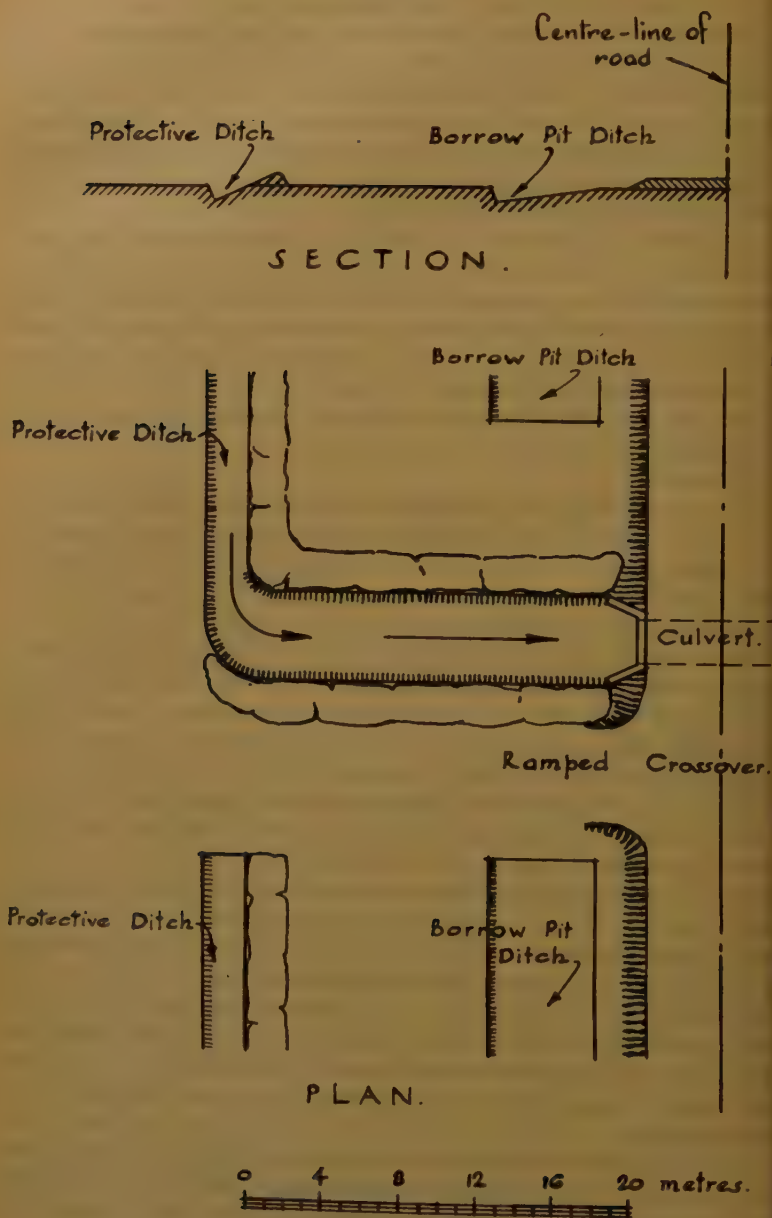 Centre-line of
road
Protective Ditch
Borrow Pit Ditch
SECTION.
Borrow Pit Ditch
Protective Ditch
Culvert.
Ramped Crossover.
Protective Ditch
Borrow Pit
Ditch
PLAN.
0 4 8 12 16 20 metres.